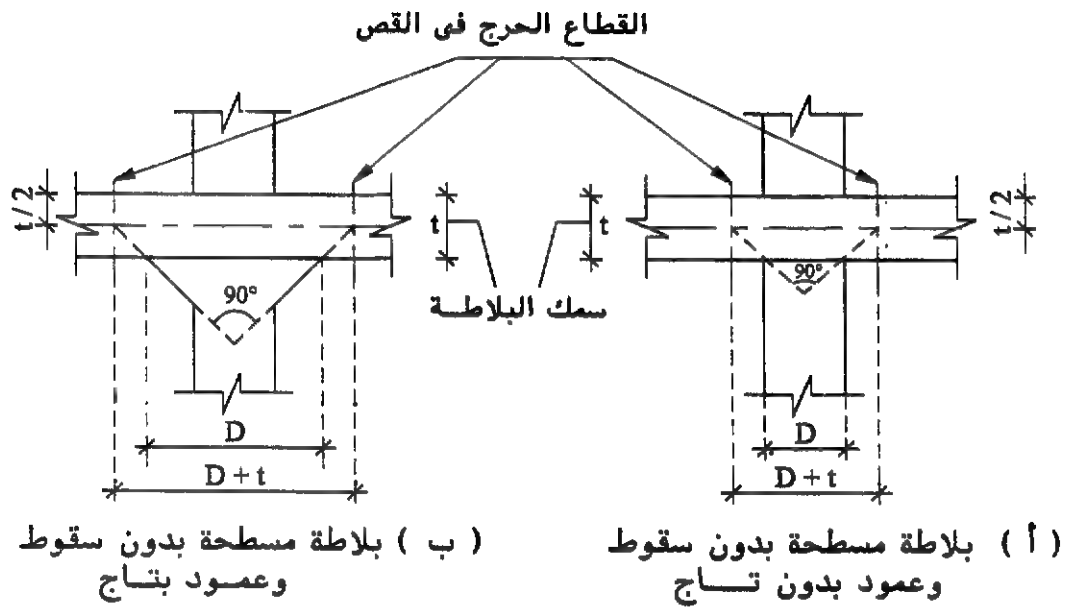 القطاع الحرج فى القص
t/2
t
t
t/2
90°
90°
سمك البلاطة
D
D
D + t
D + t
( أ ) بلاطة مسطحة بدون سقوط
وعمود بدون تاج
( ب ) بلاطة مسطحة بدون سقوط
وعمود بتاج